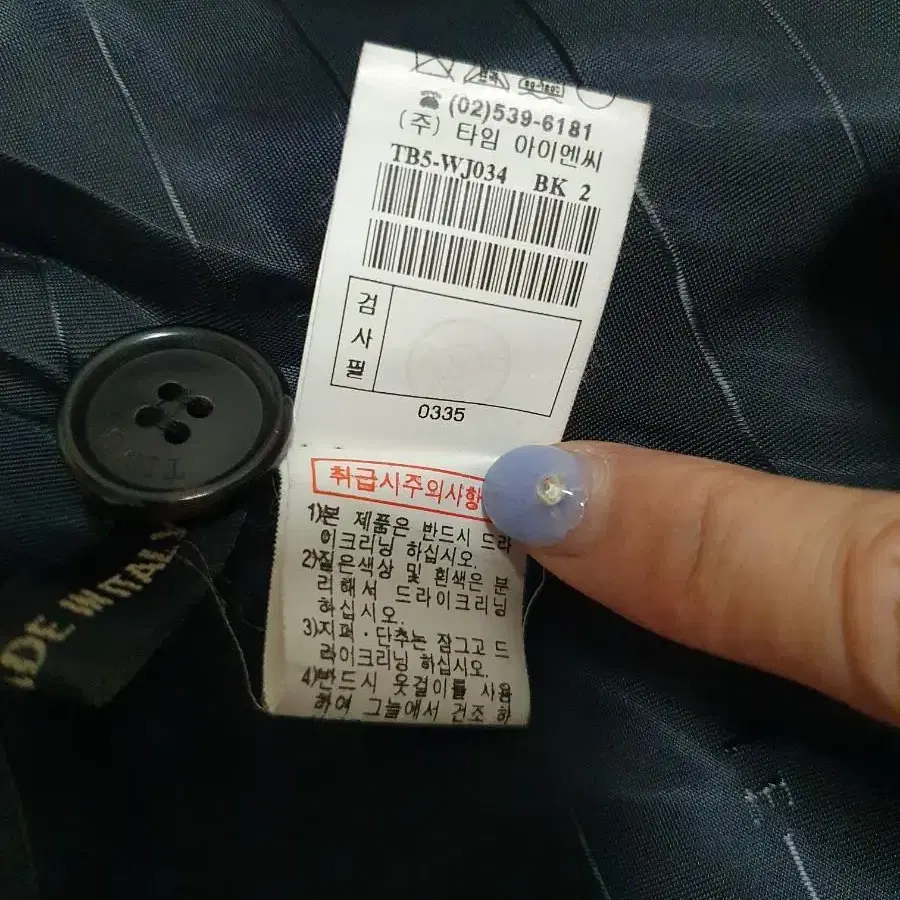 (02)539-6181
(주) 타임 아이엔씨
TB5-WJ034 BK 2
검사필
0335
취급시주의사항
1)본 제품은 반드시 드라
이크리닝 하십시오.
2)짙은색상 및 흰색은 분
리해서 드라이크리닝
하십시오.
3)지퍼·단추는 잠그고 드
라이크리닝 하십시오.
4)반드시 옷걸이를 사용
하여 그늘에서 건조 하
ADE IN ITALY